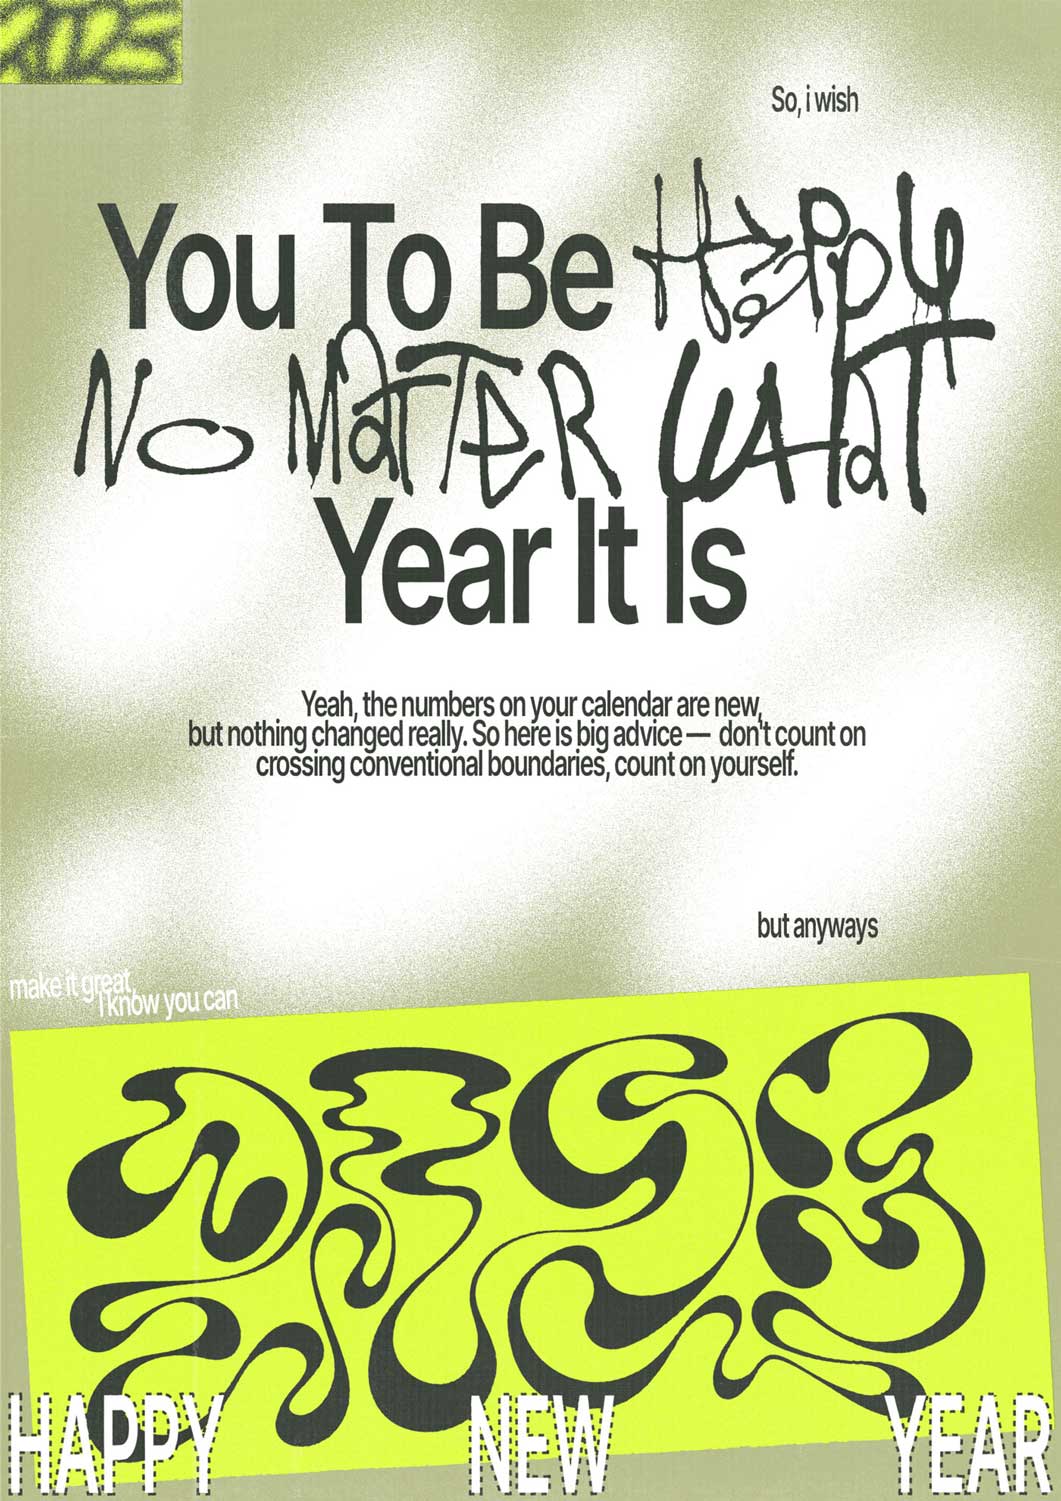 So, i wish
You To Be Happy
No MaTTER WHaT
Year It Is
Yeah, the numbers on your calendar are new,
but nothing changed really. So here is big advice — don't count on
crossing conventional boundaries, count on yourself.
but anyways
make it great,
I know you can
HAPPY NEW YEAR